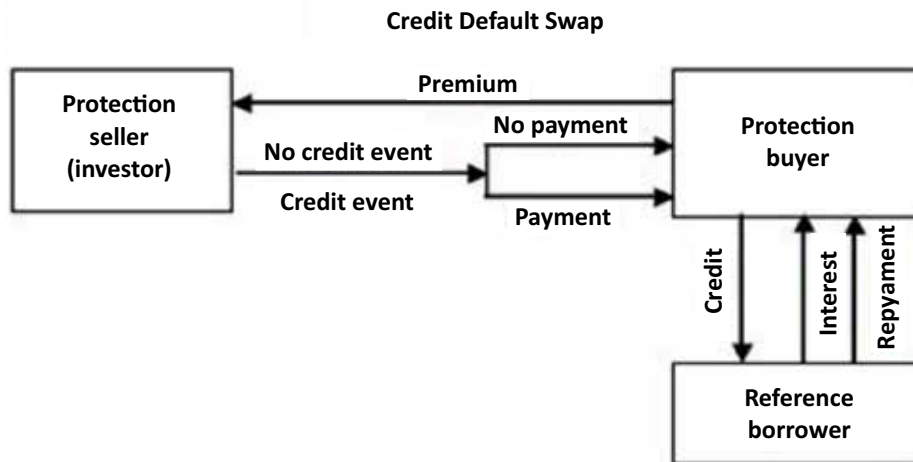 Credit Default Swap
Protection
seller
(investor)
Premium
No credit event
Credit event
No payment
Payment
Protection
buyer
Credit
Interest
Repyament
Reference
borrower